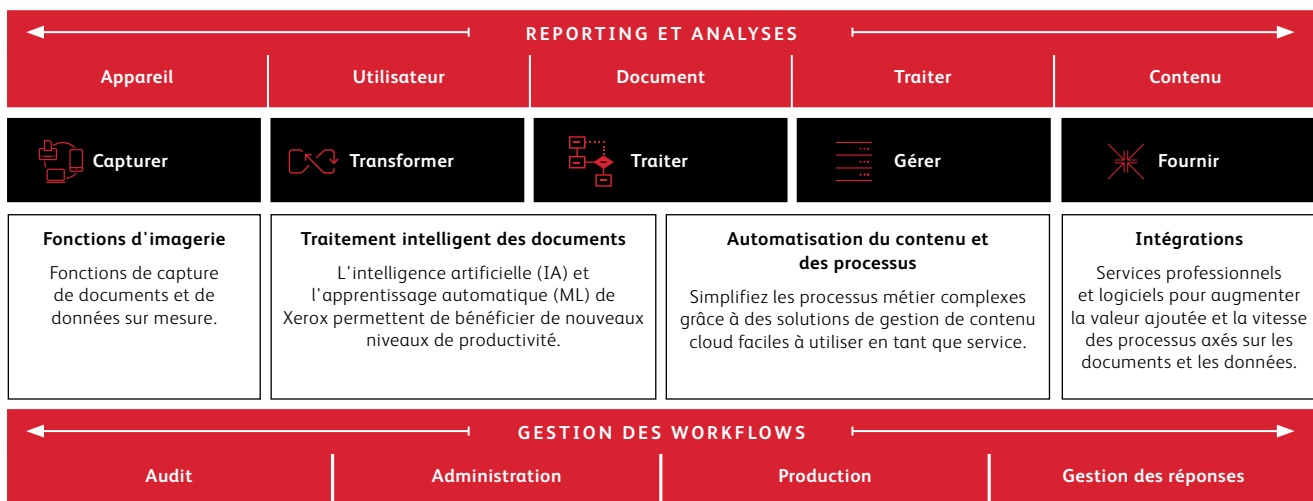 REPORTING ET ANALYSES
Appareil
Utilisateur
Document
Traiter
Contenu
Capturer
Transformer
Traiter
Gérer
Fournir
Fonctions d'imagerie
Fonctions de capture
de documents et de
données sur mesure.
Traitement intelligent des documents
L'intelligence artificielle (IA) et
l'apprentissage automatique (ML) de
Xerox permettent de bénéficier de nouveaux
niveaux de productivité.
Automatisation du contenu et
des processus
Simplifiez les processus métier complexes
grâce à des solutions de gestion de contenu
cloud faciles à utiliser en tant que service.
Intégrations
Services professionnels
et logiciels pour augmenter
la valeur ajoutée et la vitesse
des processus axés sur les
documents et les données.
GESTION DES WORKFLOWS
Audit
Administration
Production
Gestion des réponses